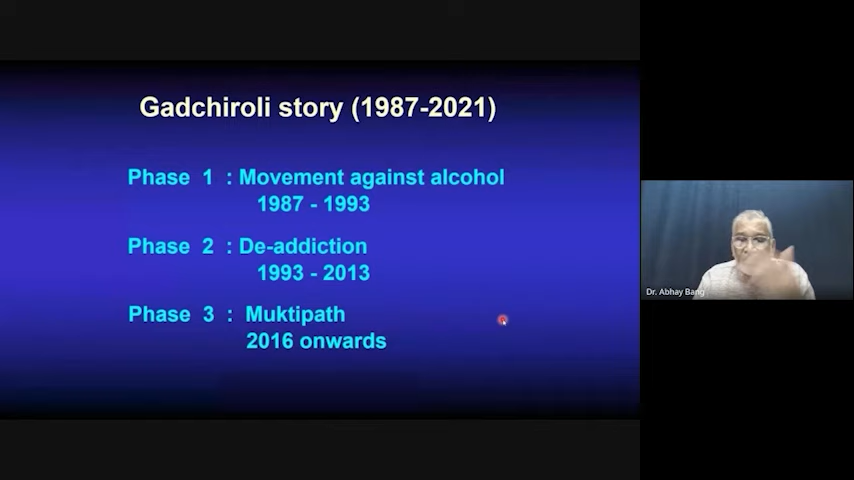 Gadchiroli story (1987-2021)
Phase 1 : Movement against alcohol
1987 - 1993
Phase 2 : De-addiction
1993 - 2013
Phase 3 : Muktipath
2016 onwards
Dr. Abhay Bang